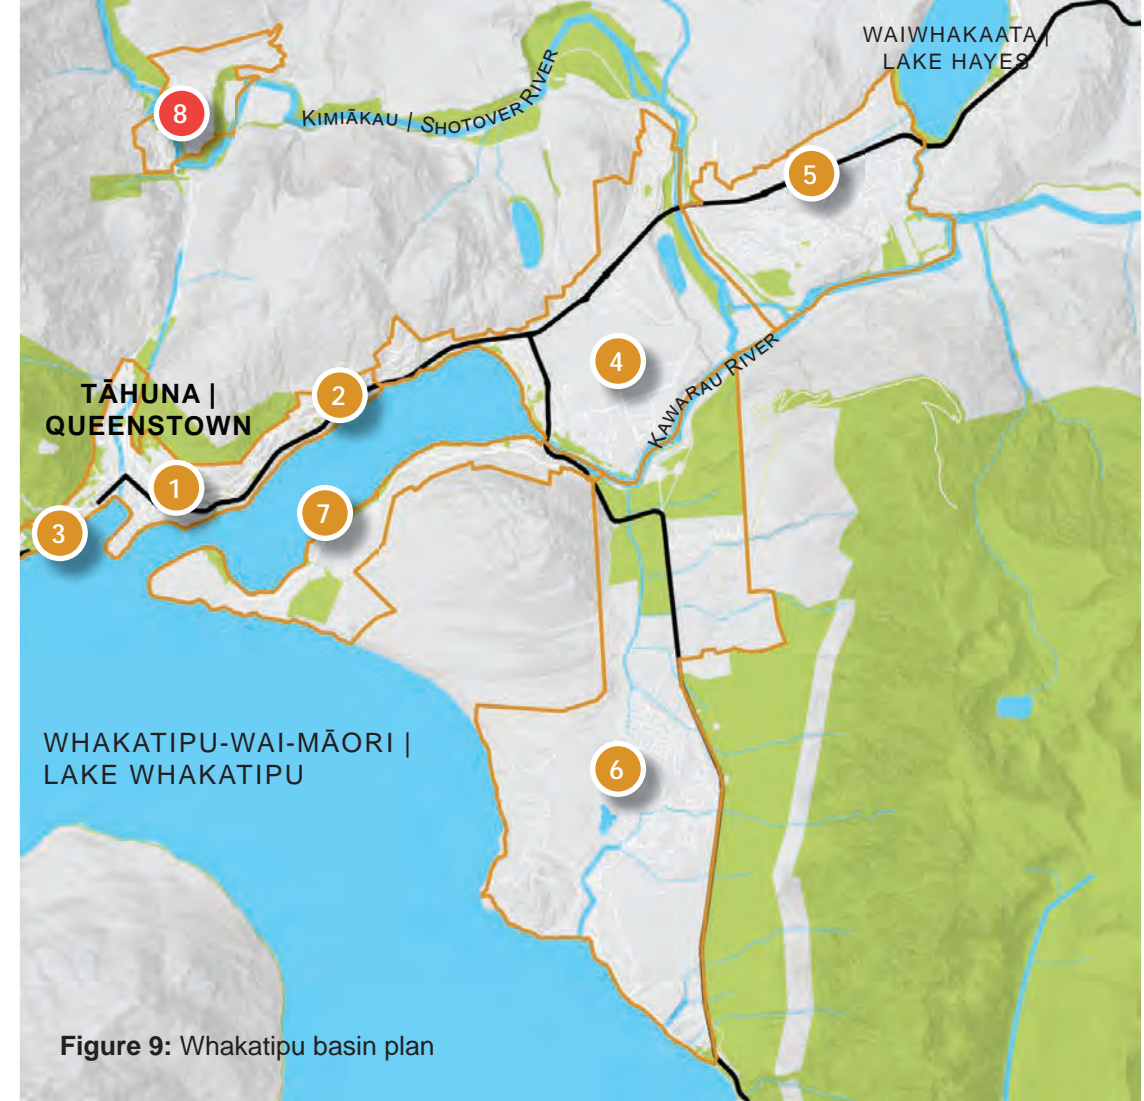 WAIWHAKAATA |
LAKE HAYES
8
KIMIĀKAU | SHOTOVER RIVER
5
4
KAWARAU RIVER
TĀHUNA |
QUEENSTOWN
2
1
7
3
WHAKATIPU-WAI-MĀORI |
LAKE WHAKATIPU
6
Figure 9: Whakatipu basin plan